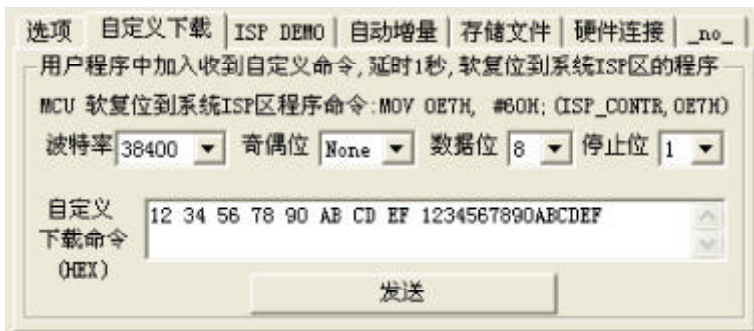 选项 自定义下载 ISP DEMO 自动增量 存储文件 硬件连接 _no_
用户程序中加入收到自定义命令,延时1秒,软复位到系统ISP区的程序
MCU 软复位到系统ISP区程序命令:MOV 0E7H, #60H; (ISP_CONTR, 0E7H)
波特率 38400 奇偶位 None 数据位 8 停止位 1
自定义
下载命令
(HEX)
12 34 56 78 90 AB CD EF 1234567890ABCDEF
发送